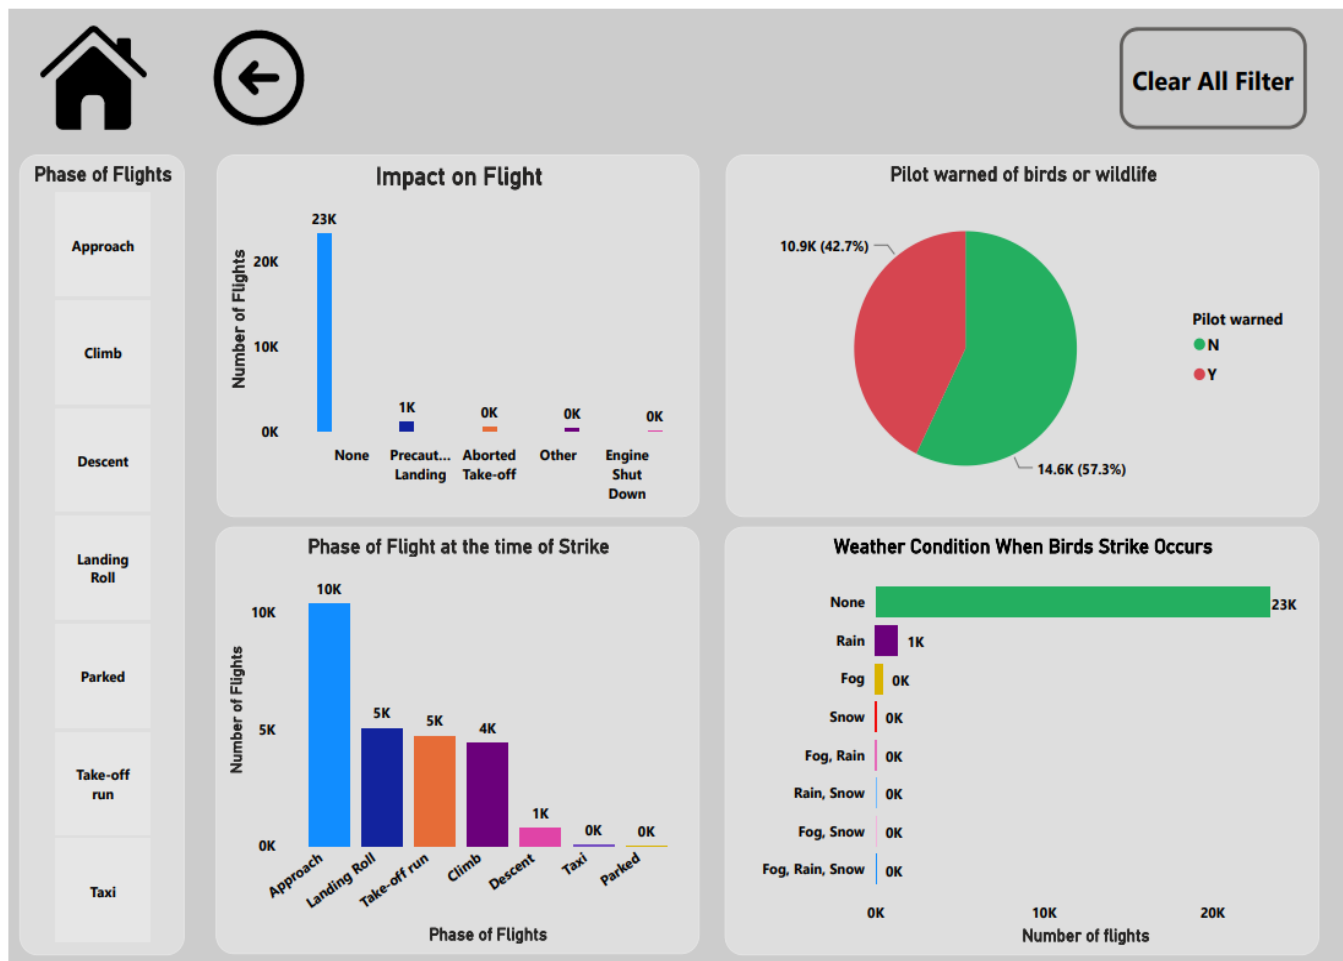 Clear All Filter
Phase of Flights
Approach
Climb
Descent
Landing
Roll
Parked
Take-off
run
Taxi
Impact on Flight
Number of Flights
20K
10K
0K
23K
1K
0K
0K
0K
None
Precaut...
Landing
Aborted
Take-off
Other
Engine
Shut
Down
Pilot warned of birds or wildlife
10.9K (42.7%)
14.6K (57.3%)
Pilot warned
N
Y
Phase of Flight at the time of Strike
Number of Flights
10K
5K
0K
10K
5K
5K
4K
1K
0K
0K
Approach
Landing Roll
Take-off run
Climb
Descent
Taxi
Parked
Phase of Flights
Weather Condition When Birds Strike Occurs
None
23K
Rain
1K
Fog
0K
Snow
0K
Fog, Rain
0K
Rain, Snow
0K
Fog, Snow
0K
Fog, Rain, Snow
0K
0K
10K
20K
Number of flights